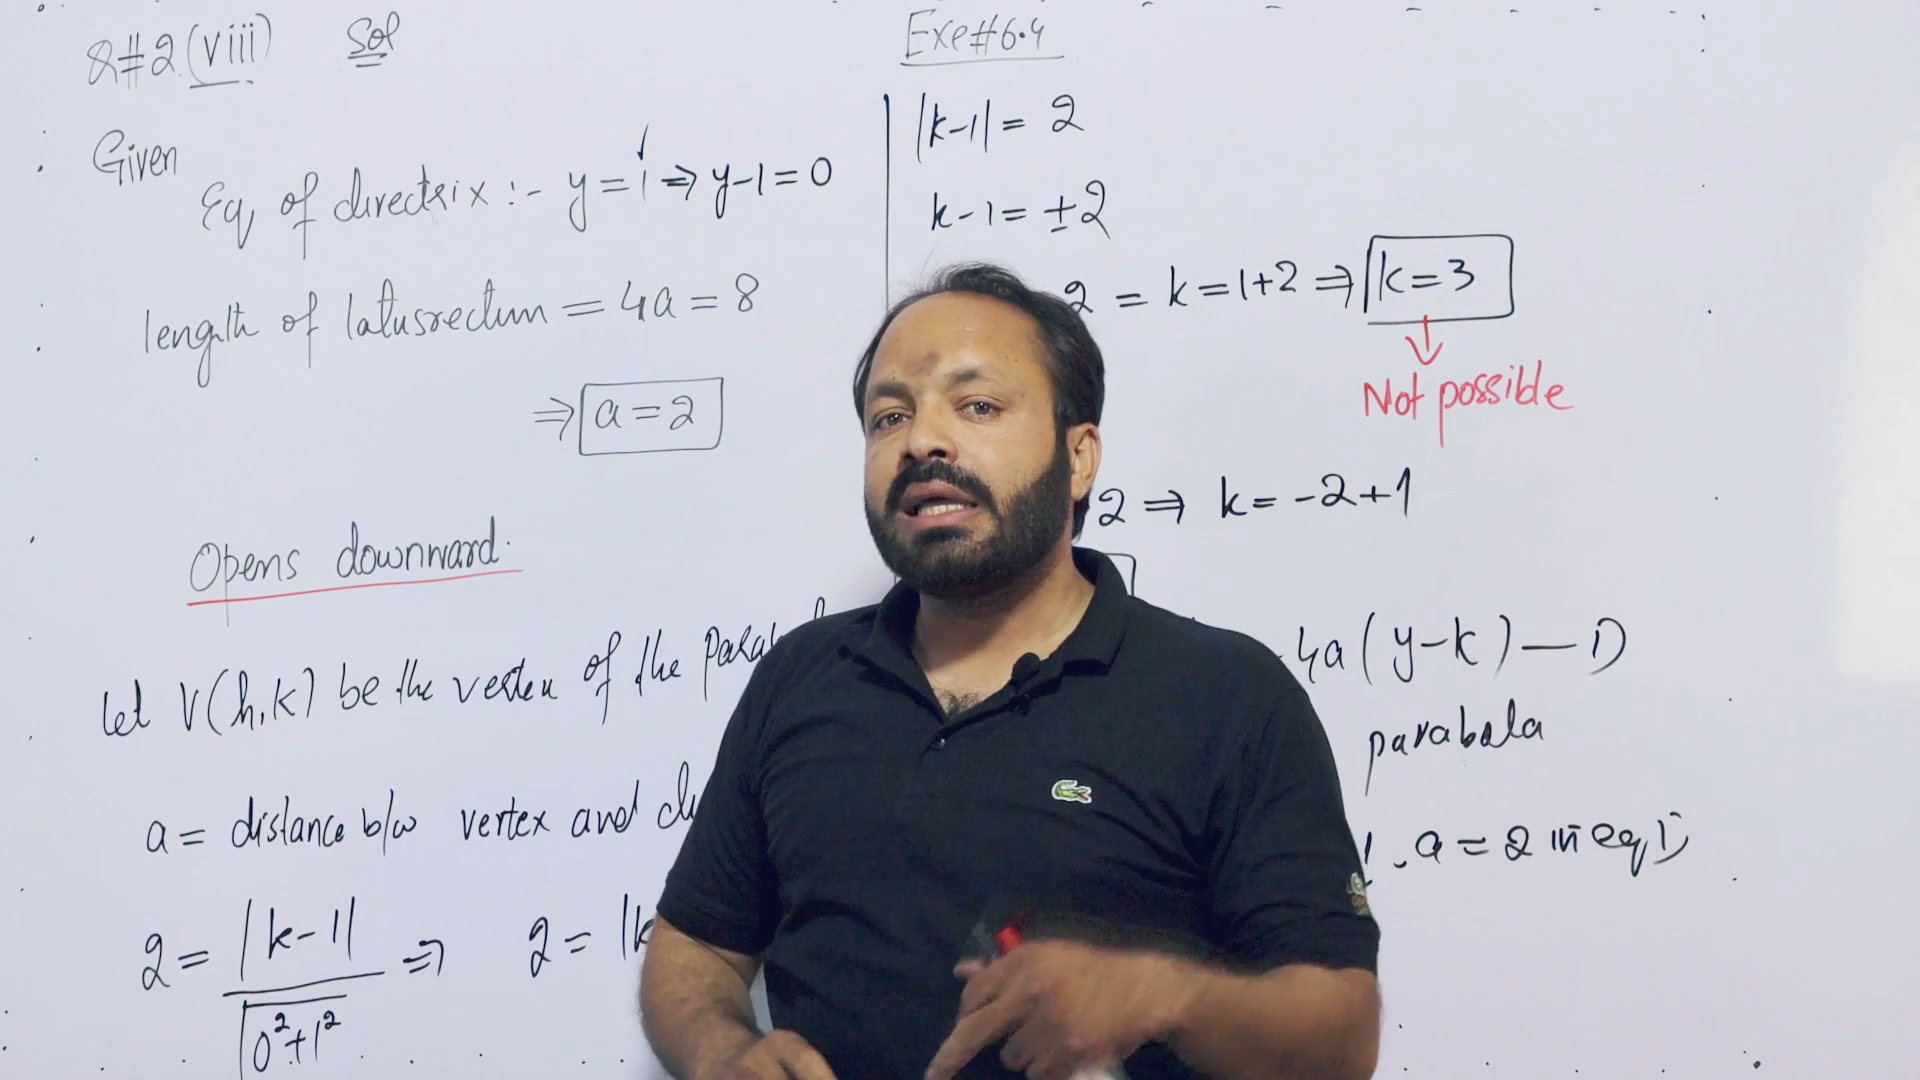 Q#2(viii) Sol
Given
Eq of directrix :- y=1 ⇒ y-1=0
length of latusrectum = 4a = 8
⇒ a=2
Opens downward.
let V(h,k) be the vertex of the
a = distance b/w vertex and
2 = |k-1| / √0²+1² ⇒ 2 = |k
Exe#6.4
|k-1| = 2
k-1 = ±2
2 = k=1+2 ⇒ k=3
Not possible
2 ⇒ k = -2+1
4a(y-k) — 1)
parabala
a = 2 in eq 1)